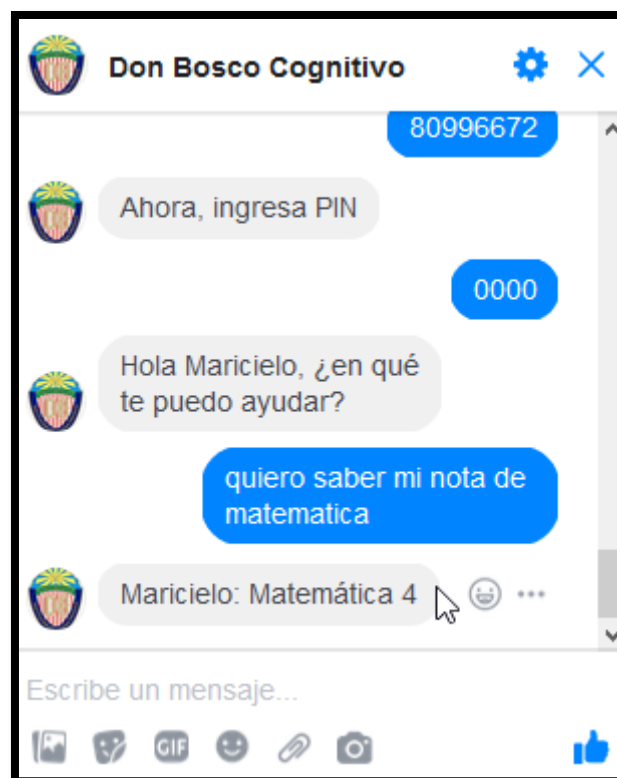 Don Bosco Cognitivo
80996672
Ahora, ingresa PIN
0000
Hola Maricielo, ¿en qué
te puedo ayudar?
quiero saber mi nota de
matematica
Maricielo: Matemática 4
Escribe un mensaje...
GIF